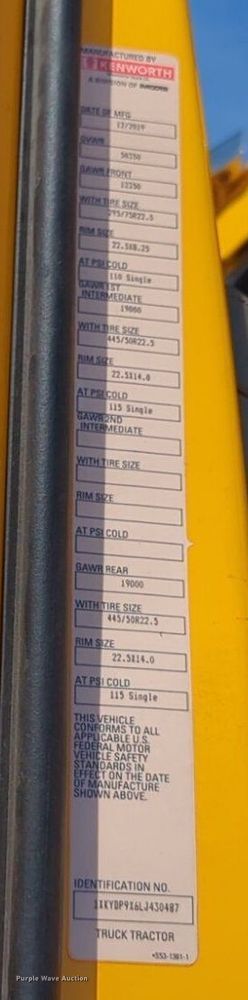 MANUFACTURED BY
KENWORTH
A DIVISION OF PACCAR
DATE OF MFG
12/2019
GVWR
50350
GAWR FRONT
12350
WITH TIRE SIZE
295/75R22.5
RIM SIZE
22.5X8.25
AT PSI COLD
110 Single
GAWR 1ST
INTERMEDIATE
19000
WITH TIRE SIZE
445/50R22.5
RIM SIZE
22.5X14.0
AT PSI COLD
115 Single
GAWR 2ND
INTERMEDIATE
WITH TIRE SIZE
RIM SIZE
AT PSI COLD
GAWR REAR
19000
WITH TIRE SIZE
445/50R22.5
RIM SIZE
22.5X14.0
AT PSI COLD
115 Single
THIS VEHICLE
CONFORMS TO ALL
APPLICABLE U.S.
FEDERAL MOTOR
VEHICLE SAFETY
STANDARDS IN
EFFECT ON THE DATE
OF MANUFACTURE
SHOWN ABOVE.
IDENTIFICATION NO.
1XKYDP9X6LJ430487
TRUCK TRACTOR
S53-1381-1
Purple Wave Auction